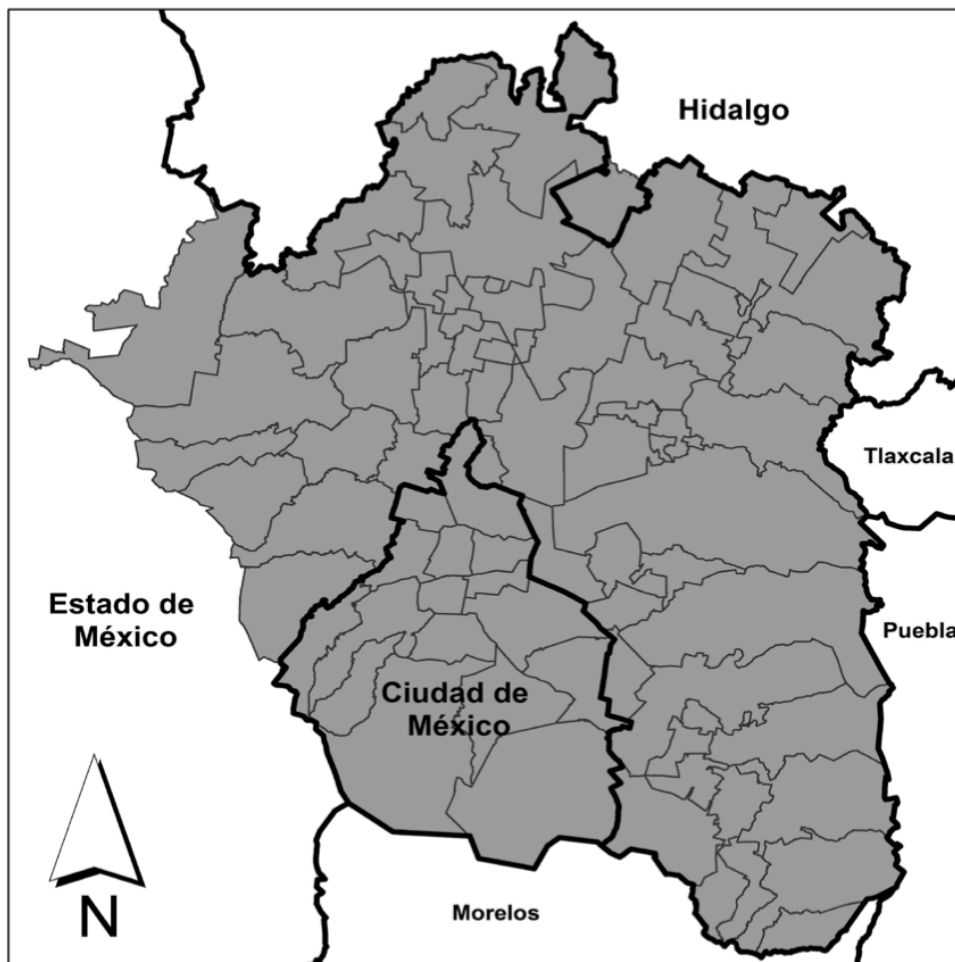 Hidalgo
Tlaxcala
Estado de
México
Puebla
Ciudad de
México
N
Morelos